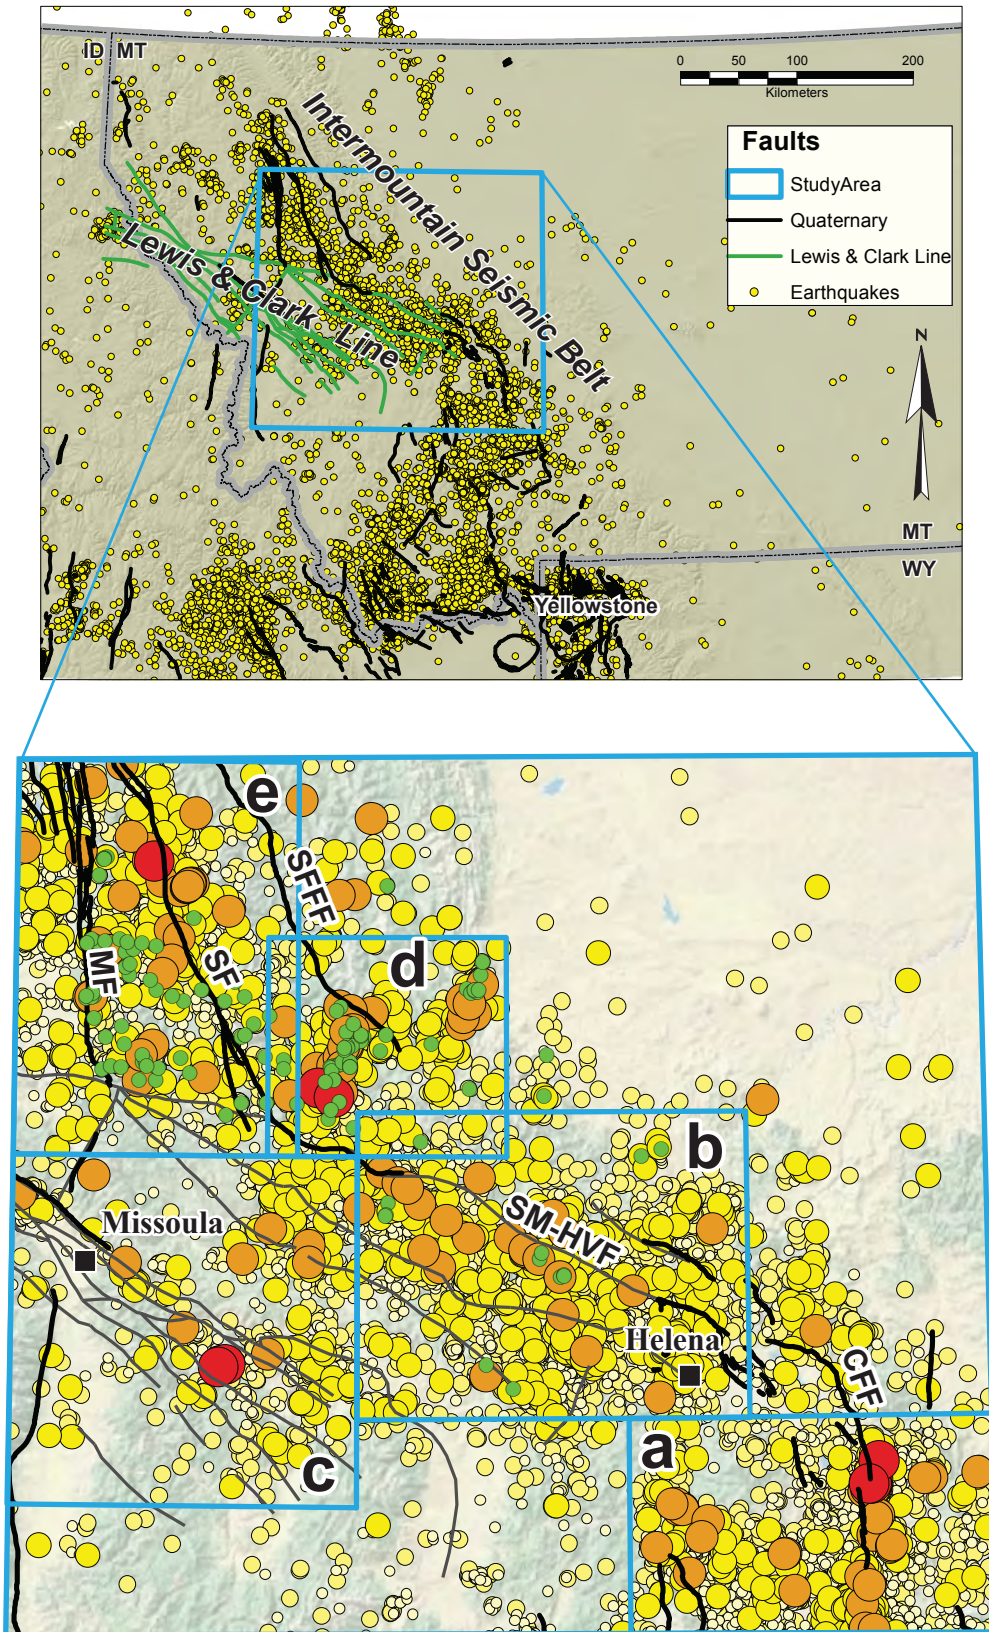 ID MT
0 50 100 200
Kilometers
Intermountain Seismic Belt
Faults
StudyArea
Quaternary
Lewis & Clark Line
Earthquakes
Lewis & Clark Line
N
MT
WY
Yellowstone
e
SFFF
MF
SF
d
b
Missoula
SM-HVF
Helena
CFF
a
c